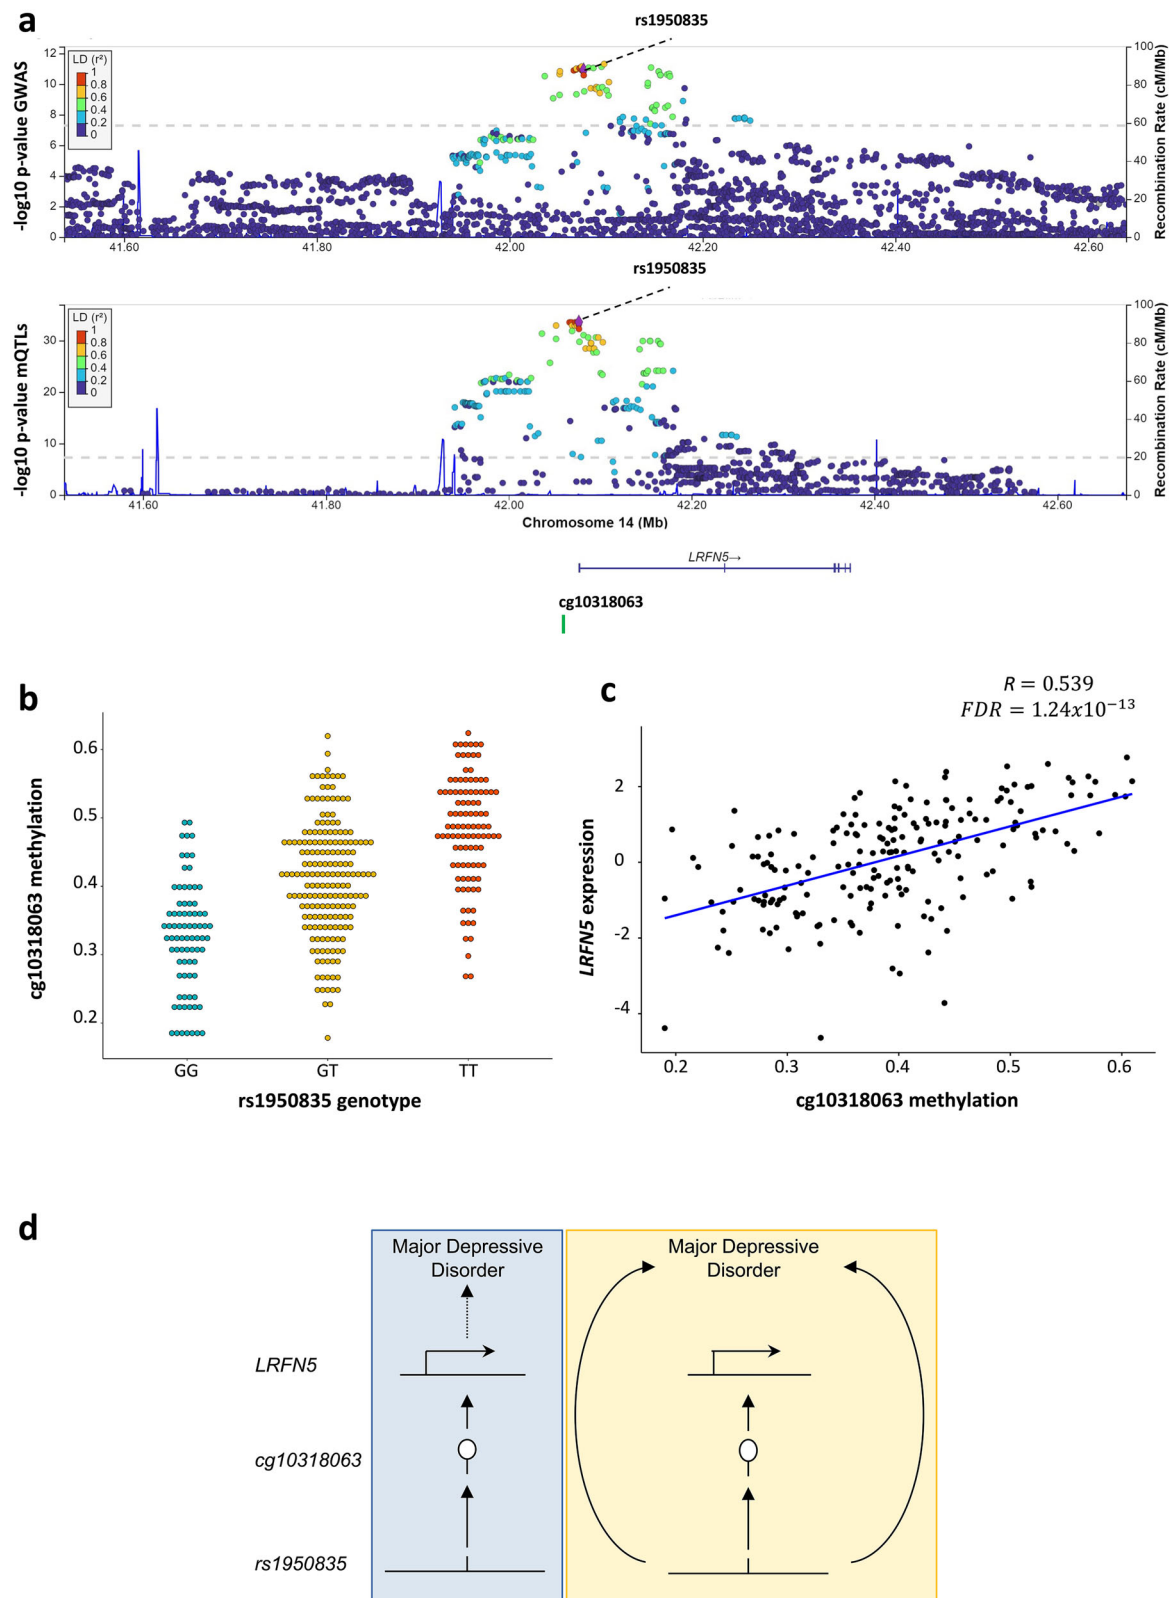 a
rs1950835
-log10 p-value GWAS
LD (r²)
1
0.8
0.6
0.4
0.2
0
12
10
8
6
4
2
0
100
80
60
40
20
0
Recombination Rate (cM/Mb)
41.60
41.80
42.00
42.20
42.40
42.60
rs1950835
-log10 p-value mQTLs
LD (r²)
1
0.8
0.6
0.4
0.2
0
30
20
10
0
100
80
60
40
20
0
Recombination Rate (cM/Mb)
41.60
41.80
42.00
42.20
42.40
42.60
Chromosome 14 (Mb)
LRFN5→
cg10318063
b
cg10318063 methylation
0.6
0.5
0.4
0.3
0.2
GG
GT
TT
rs1950835 genotype
c
R = 0.539
FDR = 1.24x10⁻¹³
LRFN5 expression
2
0
-2
-4
0.2
0.3
0.4
0.5
0.6
cg10318063 methylation
d
Major Depressive
Disorder
Major Depressive
Disorder
LRFN5
cg10318063
rs1950835